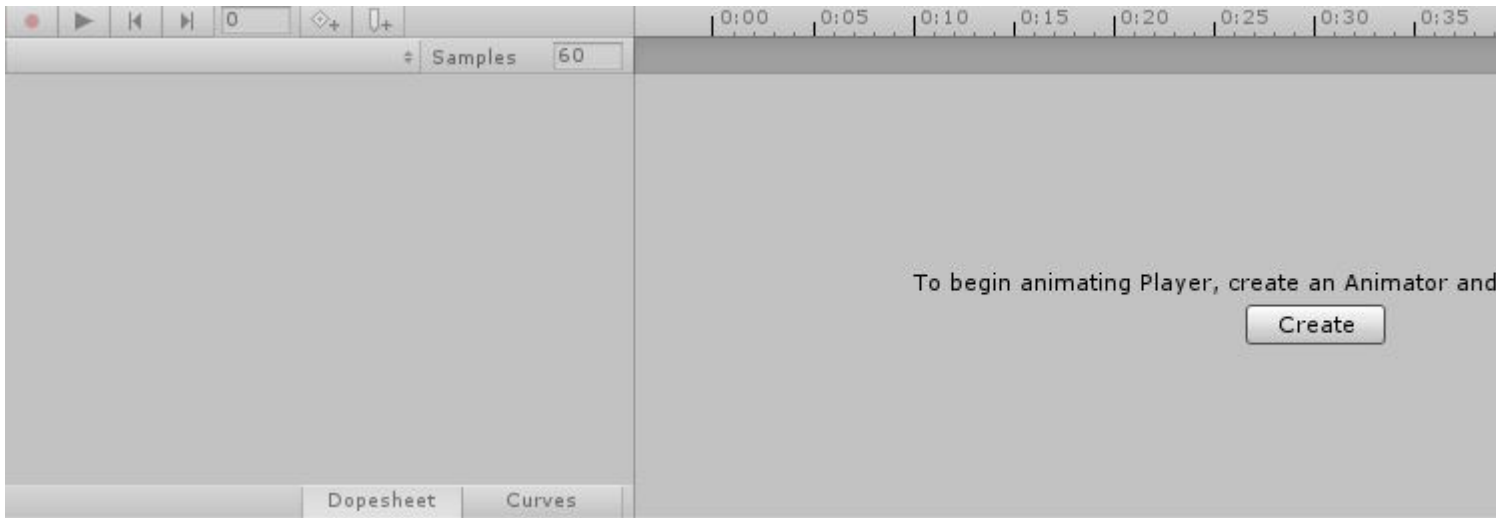 0
0:00 0:05 0:10 0:15 0:20 0:25 0:30 0:35
Samples 60
To begin animating Player, create an Animator and
Create
Dopesheet Curves